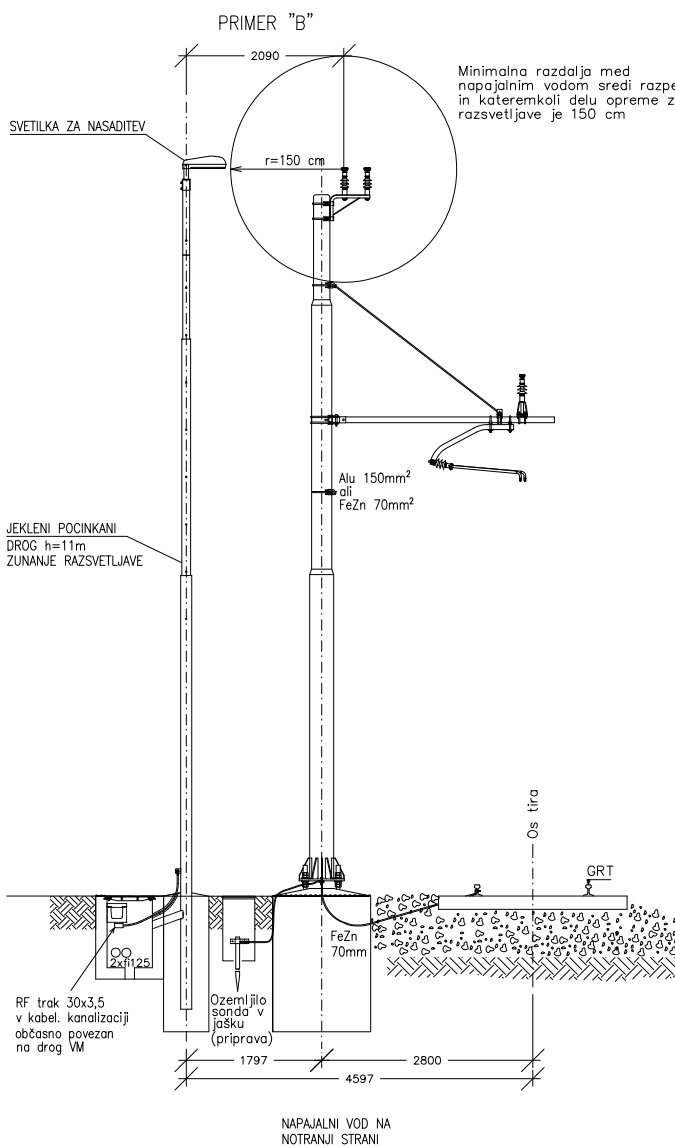 PRIMER "B"
2090
Minimalna razdalja med
napajalnim vodom sredi
in kateremkoli delu opreme
razsvetljave je 150 cm
SVETILKA ZA NASADITEV
r=150 cm
Alu 150mm²
ali
FeZn 70mm²
JEKLENI POCINKANI
DROG h=11m
ZUNANJE RAZSVETLJAVE
Os tira
GRT
FeZn
70mm
2xfi125
RF trak 30x3,5
v kabel. kanalizaciji
občasno povezan
na drog VM
Ozemljilo
sonda v
jašku
(priprava)
1797
2800
4597
NAPAJALNI VOD NA
NOTRANJI STRANI